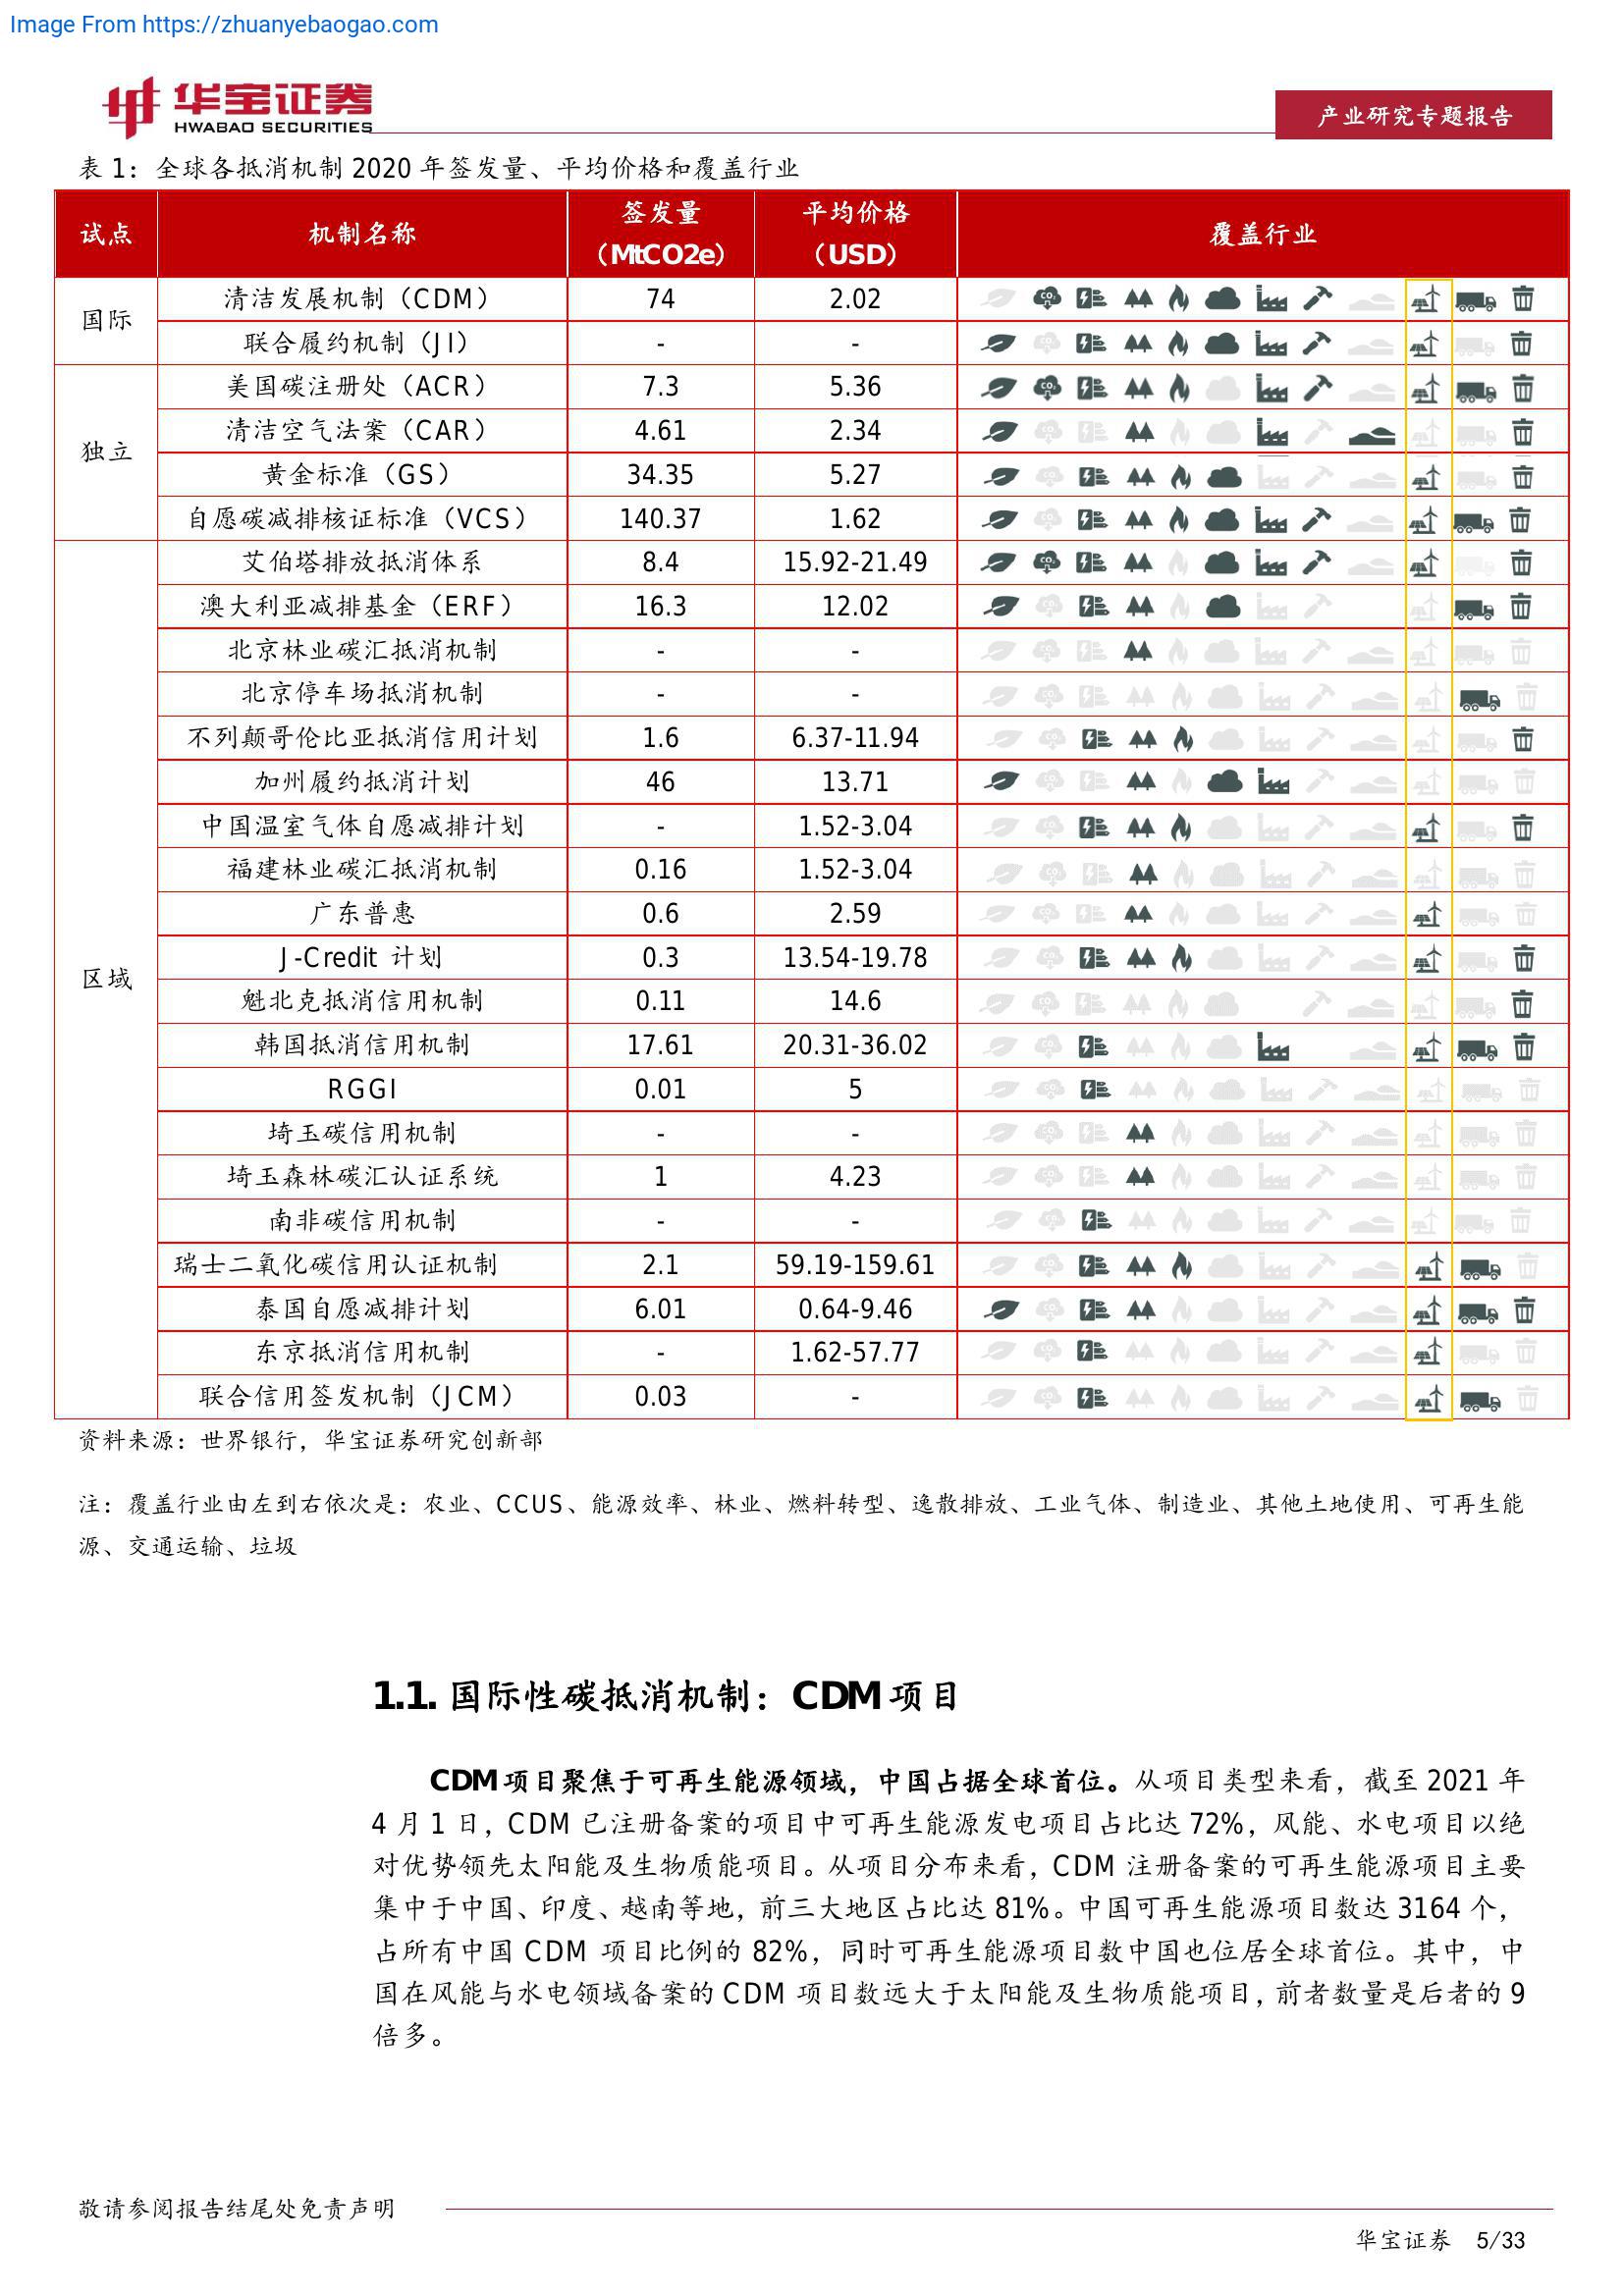 Image From https://zhuanyebaogao.com
华宝证券
HWABAO SECURITIES
产业研究专题报告
表 1：全球各抵消机制 2020 年签发量、平均价格和覆盖行业
试点 机制名称 签发量（MtCO2e） 平均价格（USD） 覆盖行业
国际
清洁发展机制（CDM） 74 2.02
联合履约机制（JI） - -
独立
美国碳注册处（ACR） 7.3 5.36
清洁空气法案（CAR） 4.61 2.34
黄金标准（GS） 34.35 5.27
自愿碳减排核证标准（VCS） 140.37 1.62
区域
艾伯塔排放抵消体系 8.4 15.92-21.49
澳大利亚减排基金（ERF） 16.3 12.02
北京林业碳汇抵消机制 - -
北京停车场抵消机制 - -
不列颠哥伦比亚抵消信用计划 1.6 6.37-11.94
加州履约抵消计划 46 13.71
中国温室气体自愿减排计划 - 1.52-3.04
福建林业碳汇抵消机制 0.16 1.52-3.04
广东普惠 0.6 2.59
J-Credit 计划 0.3 13.54-19.78
魁北克抵消信用机制 0.11 14.6
韩国抵消信用机制 17.61 20.31-36.02
RGGI 0.01 5
埼玉碳信用机制 - -
埼玉森林碳汇认证系统 1 4.23
南非碳信用机制 - -
瑞士二氧化碳信用认证机制 2.1 59.19-159.61
泰国自愿减排计划 6.01 0.64-9.46
东京抵消信用机制 - 1.62-57.77
联合信用签发机制（JCM） 0.03 -
资料来源：世界银行，华宝证券研究创新部
注：覆盖行业由左到右依次是：农业、CCUS、能源效率、林业、燃料转型、逸散排放、工业气体、制造业、其他土地使用、可再生能
源、交通运输、垃圾
1.1. 国际性碳抵消机制：CDM 项目
CDM 项目聚焦于可再生能源领域，中国占据全球首位。从项目类型来看，截至 2021 年
4 月 1 日，CDM 已注册备案的项目中可再生能源发电项目占比达 72%，风能、水电项目以绝
对优势领先太阳能及生物质能项目。从项目分布来看，CDM 注册备案的可再生能源项目主要
集中于中国、印度、越南等地，前三大地区占比达 81%。中国可再生能源项目数达 3164 个，
占所有中国 CDM 项目比例的 82%，同时可再生能源项目数中国也位居全球首位。其中，中
国在风能与水电领域备案的 CDM 项目数远大于太阳能及生物质能项目，前者数量是后者的 9
倍多。
敬请参阅报告结尾处免责声明
华宝证券 5/33